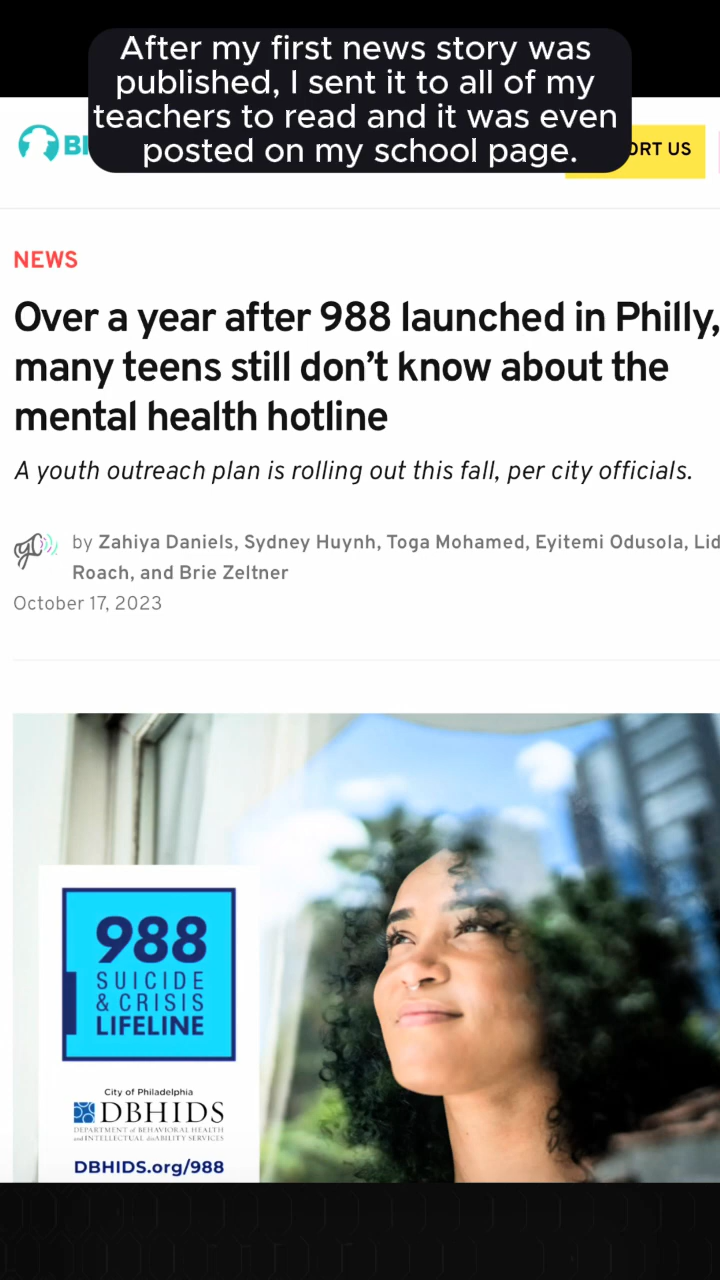 After my first news story was
published, I sent it to all of my
teachers to read and it was even
posted on my school page.
NEWS
Over a year after 988 launched in Philly,
many teens still don't know about the
mental health hotline
A youth outreach plan is rolling out this fall, per city officials.
by Zahiya Daniels, Sydney Huynh, Toga Mohamed, Eyitemi Odusola,
Roach, and Brie Zeltner
October 17, 2023
988
SUICIDE
& CRISIS
LIFELINE
City of Philadelphia
DBHIDS
DEPARTMENT of BEHAVIORAL HEALTH
and INTELLECTUAL disABILITY SERVICES
DBHIDS.org/988